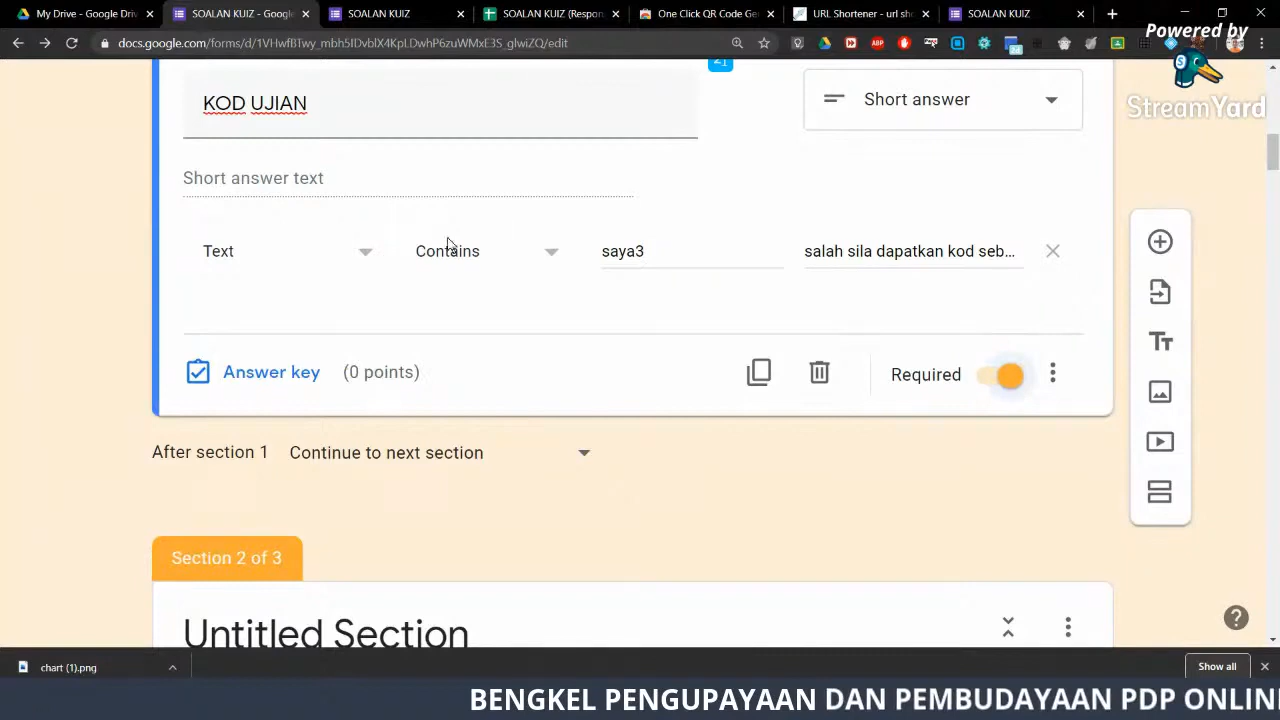 My Drive - Google Drive
SOALAN KUIZ - Google
SOALAN KUIZ
SOALAN KUIZ (Respon
One Click QR Code Ge
URL Shortener - url sho
SOALAN KUIZ
Powered by
StreamYard
KOD UJIAN
Short answer
Short answer text
Text
Contains
saya3
salah sila dapatkan kod seb...
Answer key
(0 points)
Required
After section 1
Continue to next section
Section 2 of 3
Untitled Section
chart (1).png
Show all
BENGKEL PENGUPAYAAN DAN PEMBUDAYAAN PDP ONLIN